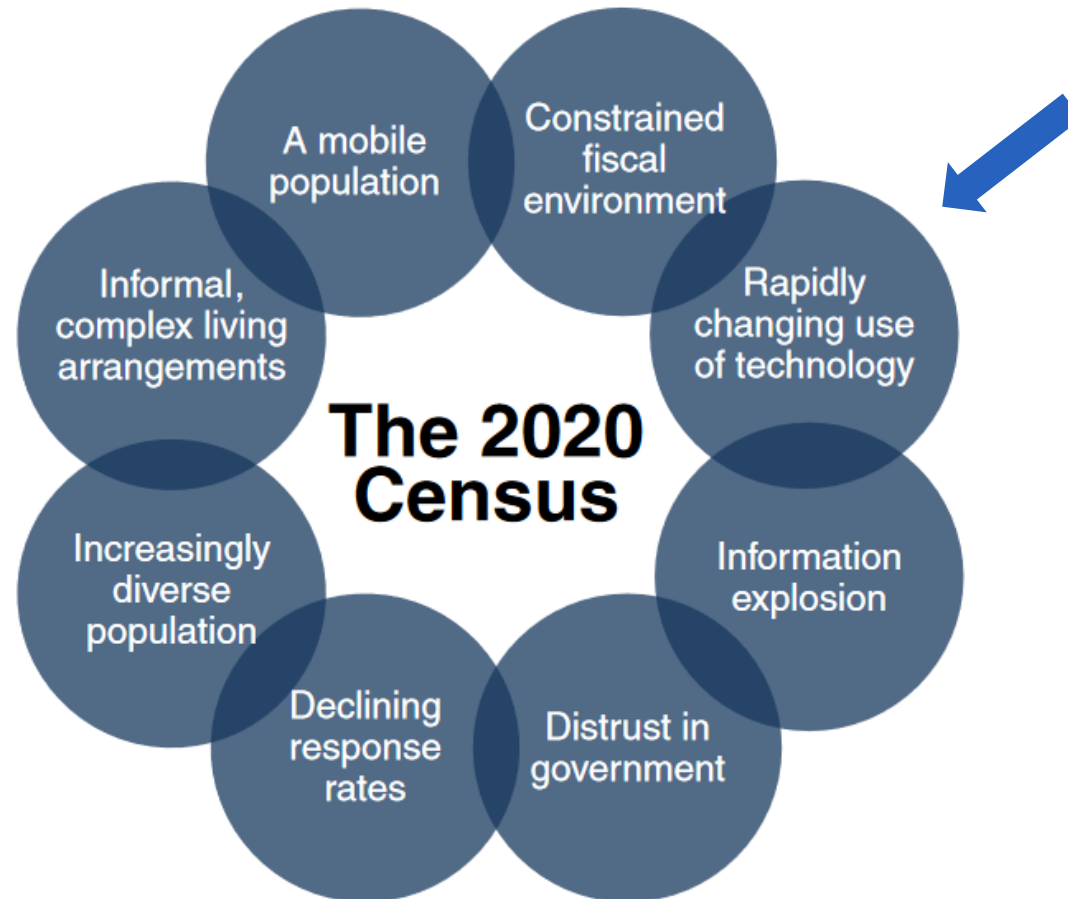 A mobile
population
Constrained
fiscal
environment
Rapidly
changing use
of technology
Information
explosion
Distrust in
government
Declining
response
rates
Increasingly
diverse
population
Informal,
complex living
arrangements
The 2020
Census